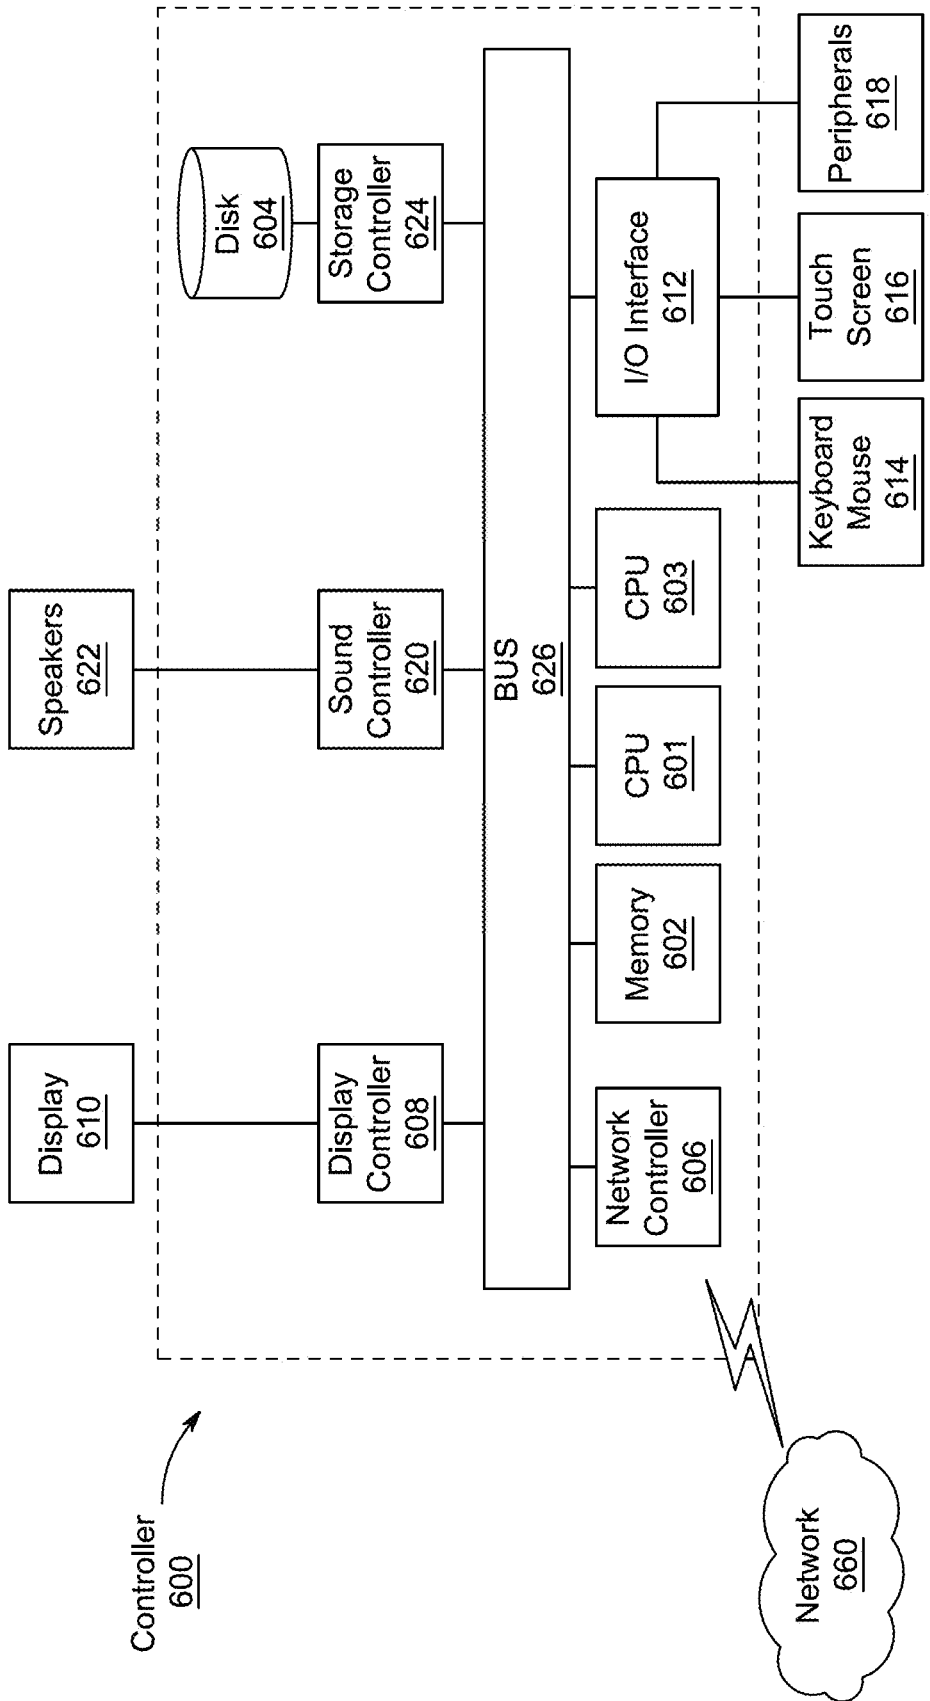 Controller
600
Display
610
Speakers
622
Disk
604
Display
Controller
608
Sound
Controller
620
Storage
Controller
624
BUS
626
Network
Controller
606
Memory
602
CPU
601
CPU
603
I/O Interface
612
Network
660
Keyboard
Mouse
614
Touch
Screen
616
Peripherals
618